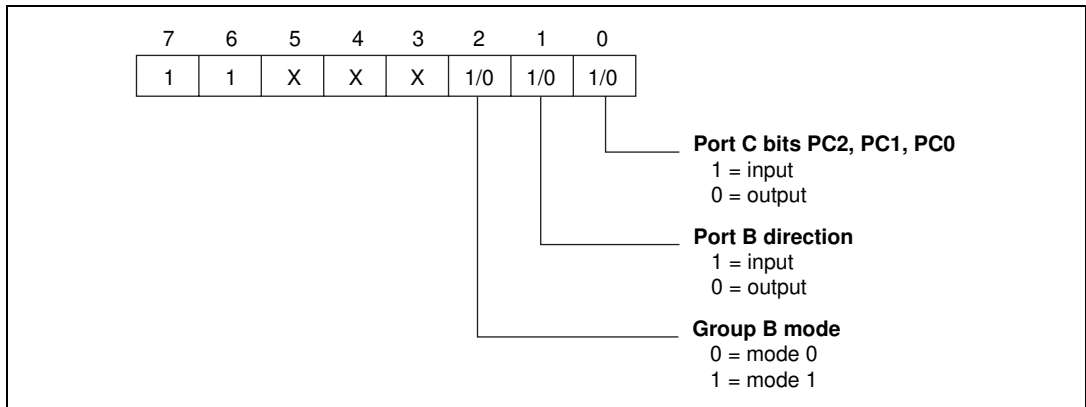 7 6 5 4 3 2 1 0
1 1 X X X 1/0 1/0 1/0
Port C bits PC2, PC1, PC0
1 = input
0 = output
Port B direction
1 = input
0 = output
Group B mode
0 = mode 0
1 = mode 1